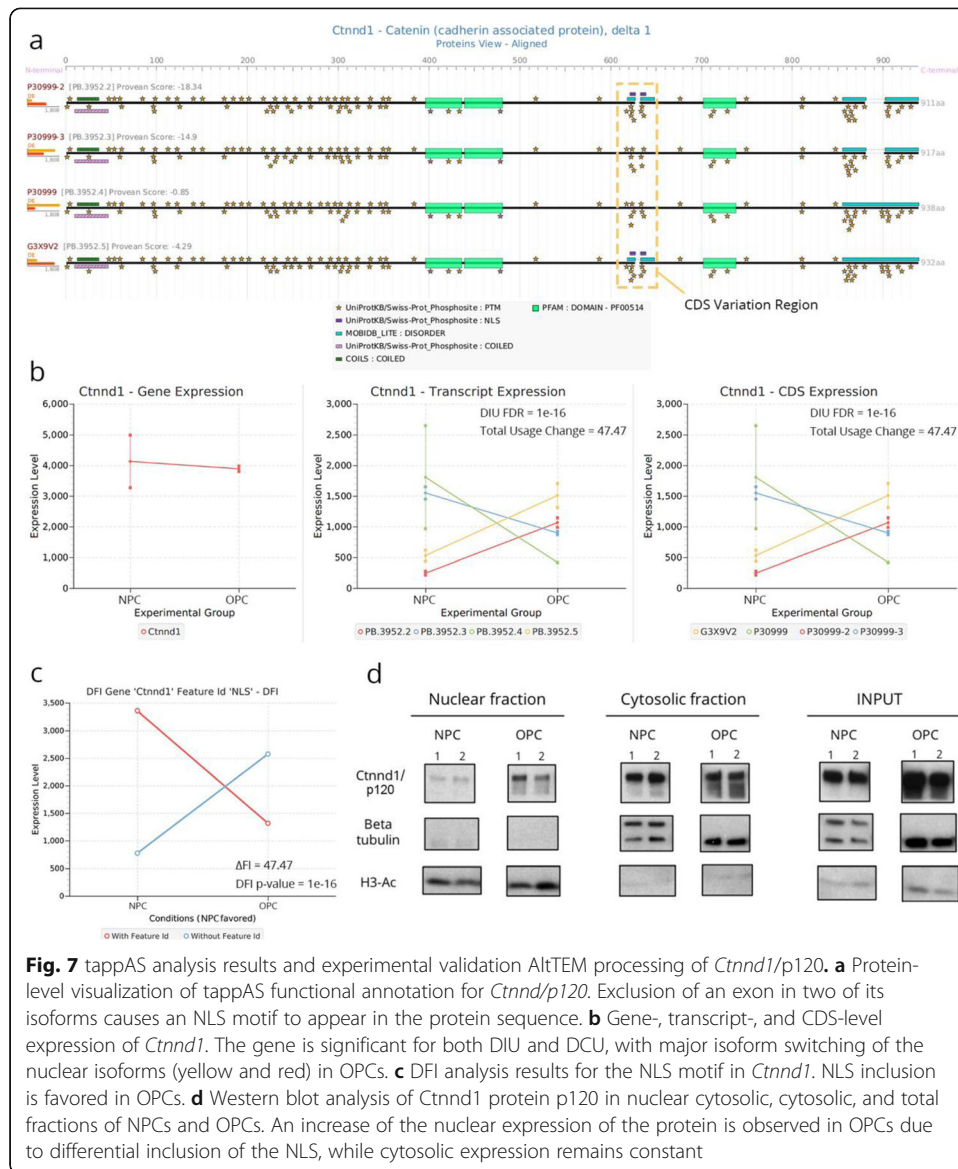 a
Ctnnd1 - Catenin (cadherin associated protein), delta 1
Proteins View - Aligned
0 100 200 300 400 500 600 700 800 900
N-terminal C-terminal
P30999-2 [PB.3952.2] Provean Score: -18.34
DE
1,808
911aa
P30999-3 [PB.3952.3] Provean Score: -14.9
DE
1,808
917aa
P30999 [PB.3952.4] Provean Score: -0.85
DE
1,808
938aa
G3X9V2 [PB.3952.5] Provean Score: -4.29
DE
1,808
932aa
CDS Variation Region
UniProtKB/Swiss-Prot_Phosphosite : PTM PFAM : DOMAIN - PF00514
UniProtKB/Swiss-Prot_Phosphosite : NLS
MOBIDB_LITE : DISORDER
UniProtKB/Swiss-Prot_Phosphosite : COILED
COILS : COILED
b
Ctnnd1 - Gene Expression
Expression Level
6,000
5,000
4,000
3,000
2,000
1,000
0
NPC OPC
Experimental Group
Ctnnd1
Ctnnd1 - Transcript Expression
DIU FDR = 1e-16
Total Usage Change = 47.47
Expression Level
3,000
2,500
2,000
1,500
1,000
500
0
NPC OPC
Experimental Group
PB.3952.2 PB.3952.3 PB.3952.4 PB.3952.5
Ctnnd1 - CDS Expression
DIU FDR = 1e-16
Total Usage Change = 47.47
Expression Level
3,000
2,500
2,000
1,500
1,000
500
0
NPC OPC
Experimental Group
G3X9V2 P30999 P30999-2 P30999-3
c
DFI Gene 'Ctnnd1' Feature Id 'NLS' - DFI
Expression Level
3,500
3,000
2,500
2,000
1,500
1,000
500
0
ΔFI = 47.47
DFI p-value = 1e-16
NPC OPC
Conditions (NPC favored)
With Feature Id Without Feature Id
d
Nuclear fraction Cytosolic fraction INPUT
NPC OPC NPC OPC NPC OPC
1 2 1 2 1 2 1 2 1 2 1 2
Ctnnd1/
p120
Beta
tubulin
H3-Ac
Fig. 7 tappAS analysis results and experimental validation AltTEM processing of Ctnnd1/p120. a Protein-
level visualization of tappAS functional annotation for Ctnnd/p120. Exclusion of an exon in two of its
isoforms causes an NLS motif to appear in the protein sequence. b Gene-, transcript-, and CDS-level
expression of Ctnnd1. The gene is significant for both DIU and DCU, with major isoform switching of the
nuclear isoforms (yellow and red) in OPCs. c DFI analysis results for the NLS motif in Ctnnd1. NLS inclusion
is favored in OPCs. d Western blot analysis of Ctnnd1 protein p120 in nuclear cytosolic, cytosolic, and total
fractions of NPCs and OPCs. An increase of the nuclear expression of the protein is observed in OPCs due
to differential inclusion of the NLS, while cytosolic expression remains constant